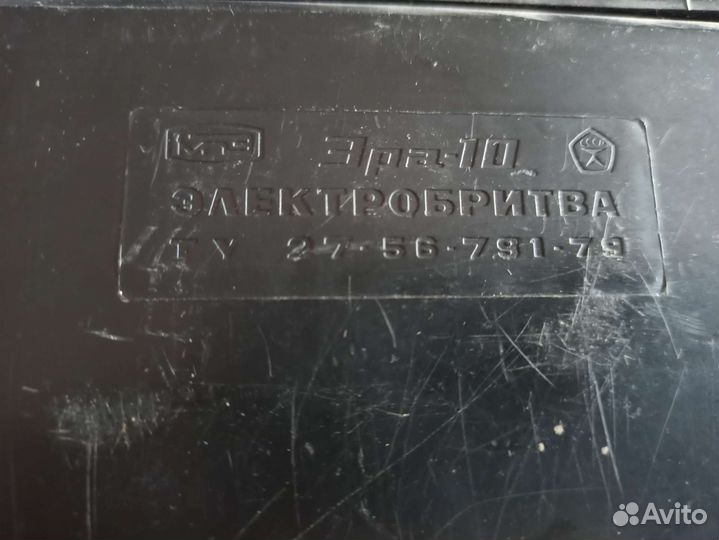 Эра-10
ЭЛЕКТРОБРИТВА
ТУ 27-56-791-79
Avito